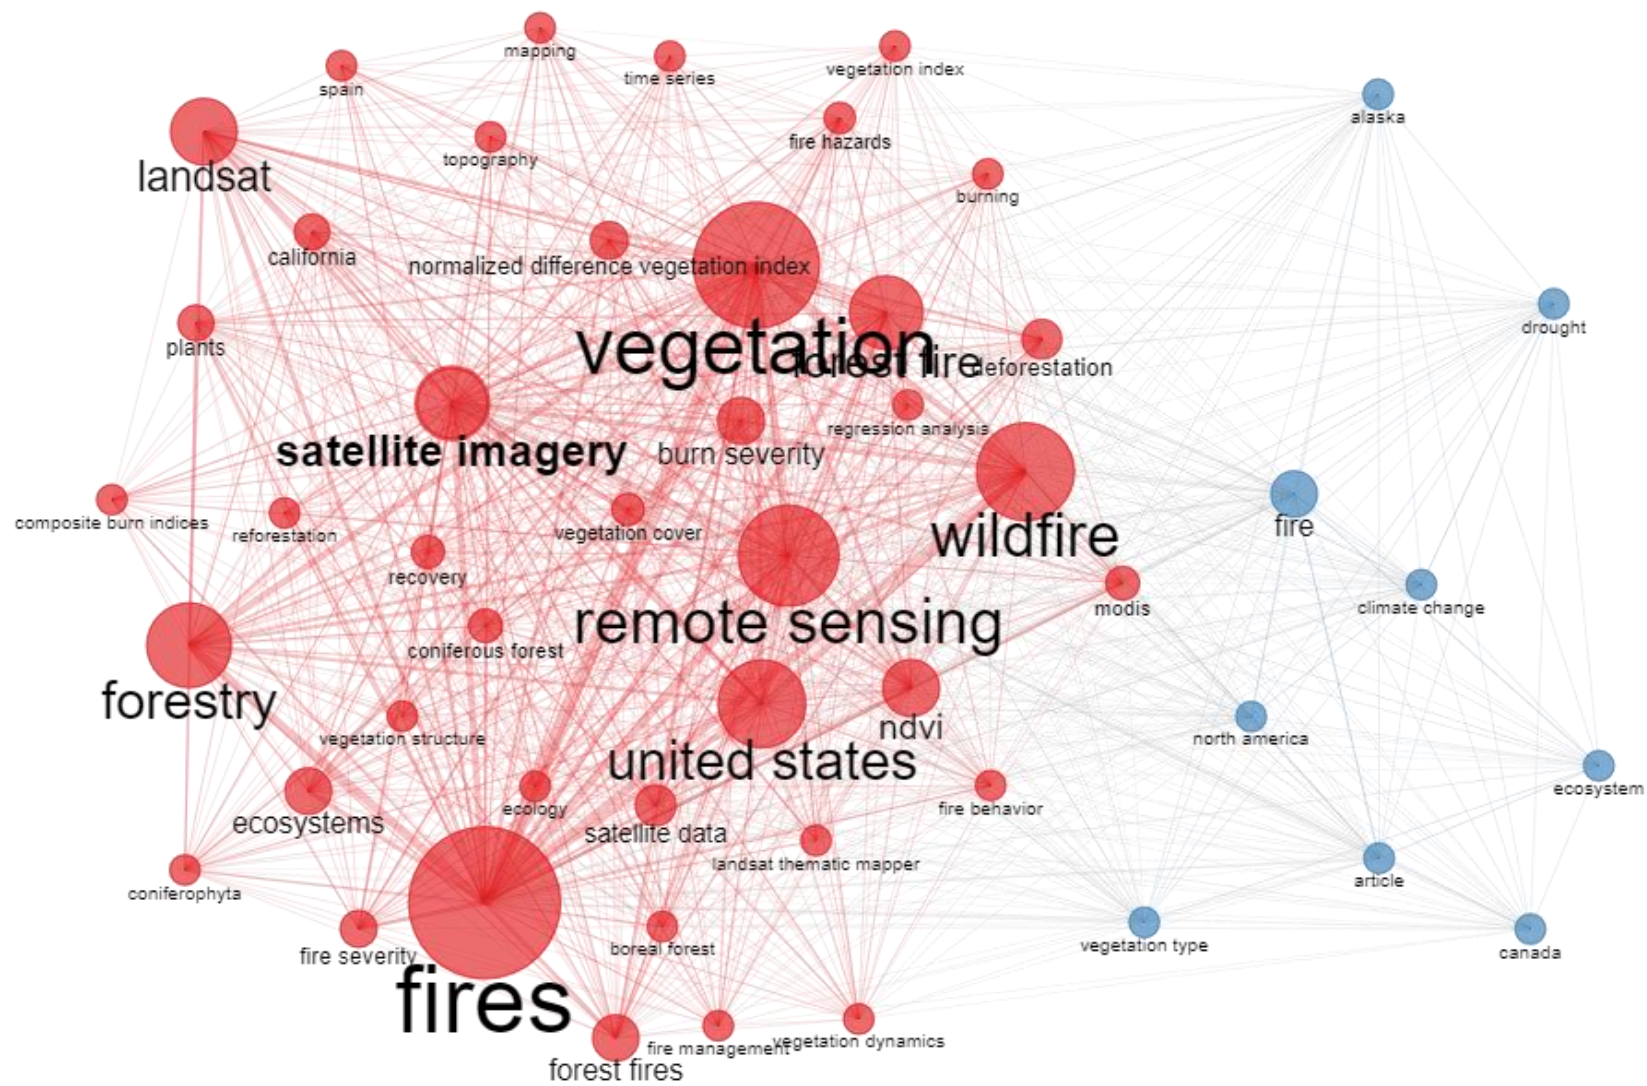 mapping
time series
vegetation index
spain
alaska
fire hazards
topography
landsat
burning
california
normalized difference vegetation index
drought
plants
vegetation
forest fire
deforestation
regression analysis
satellite imagery
burn severity
composite burn indices
reforestation
vegetation cover
wildfire
fire
recovery
modis
climate change
remote sensing
coniferous forest
forestry
vegetation structure
ndvi
north america
united states
ecosystem
ecology
fire behavior
ecosystems
satellite data
landsat thematic mapper
article
coniferophyta
fire severity
boreal forest
vegetation type
canada
fires
fire management
vegetation dynamics
forest fires